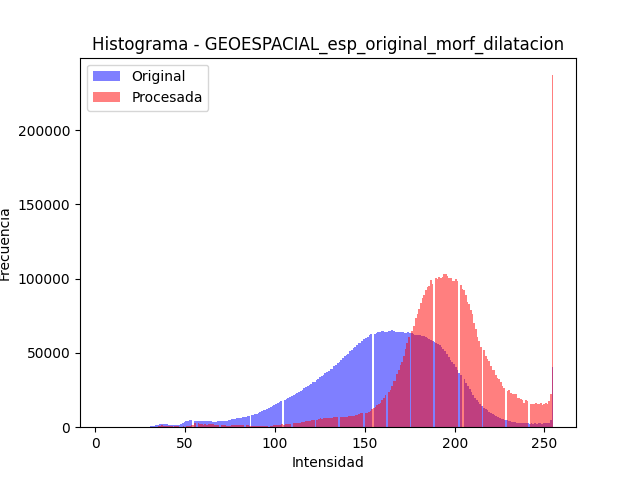 Histograma - GEOESPACIAL_esp_original_morf_dilatacion
Original
Procesada
Frecuencia
200000
150000
100000
50000
0
0 50 100 150 200 250
Intensidad